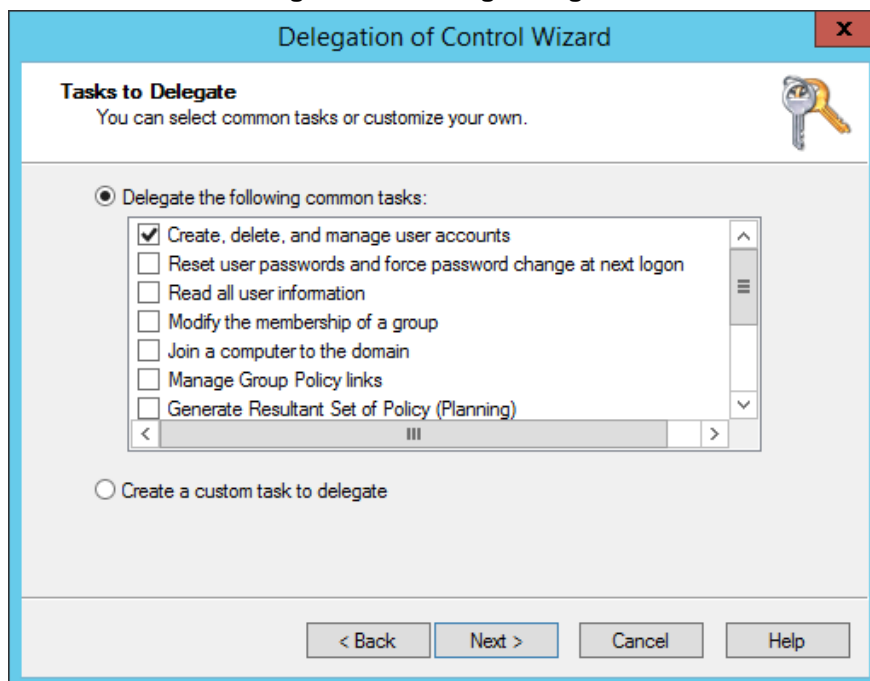 Delegation of Control Wizard
x
Tasks to Delegate
You can select common tasks or customize your own.
Delegate the following common tasks:
Create, delete, and manage user accounts
Reset user passwords and force password change at next logon
Read all user information
Modify the membership of a group
Join a computer to the domain
Manage Group Policy links
Generate Resultant Set of Policy (Planning)
Create a custom task to delegate
< Back Next > Cancel Help